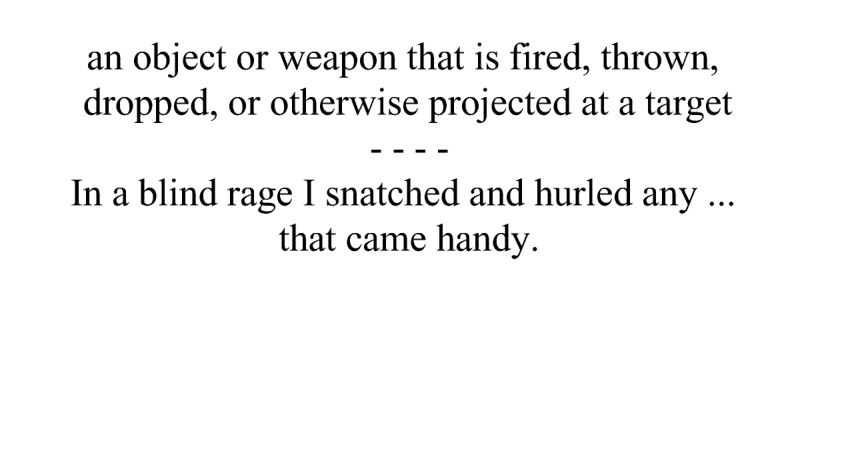 an object or weapon that is fired, thrown,
dropped, or otherwise projected at a target
- - - -
In a blind rage I snatched and hurled any ...
that came handy.